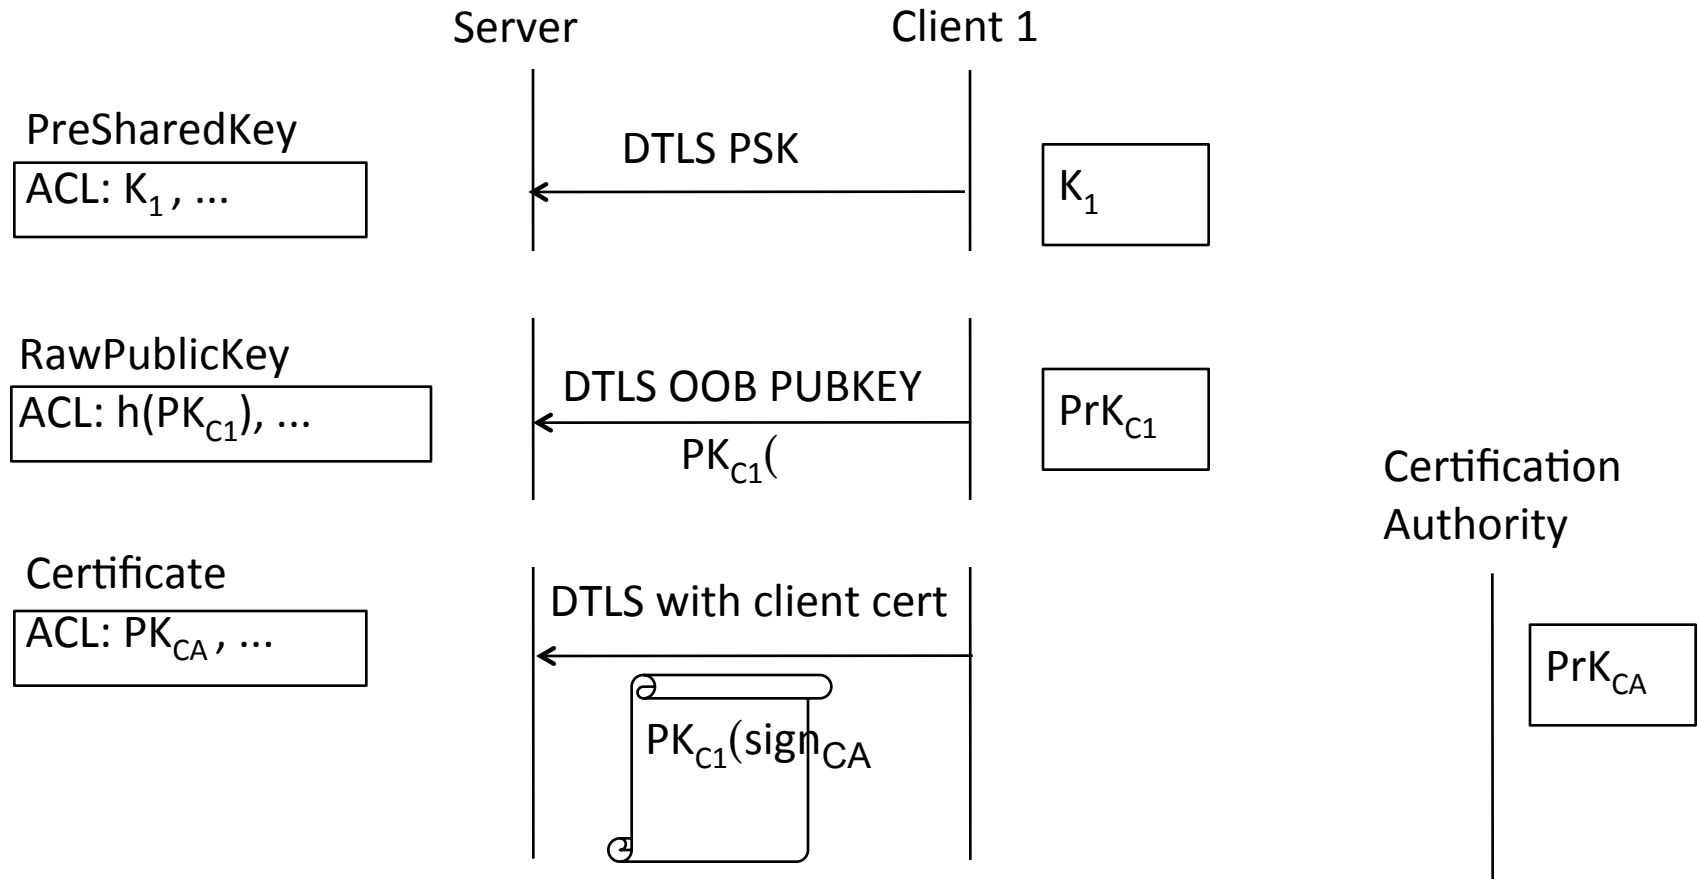 Server
Client 1
PreSharedKey
ACL: K1 , ...
DTLS PSK
K1
RawPublicKey
ACL: h(PKC1), ...
DTLS OOB PUBKEY
PKC1(
PrKC1
Certification
Authority
Certificate
ACL: PKCA , ...
DTLS with client cert
PKC1(signCA
PrKCA